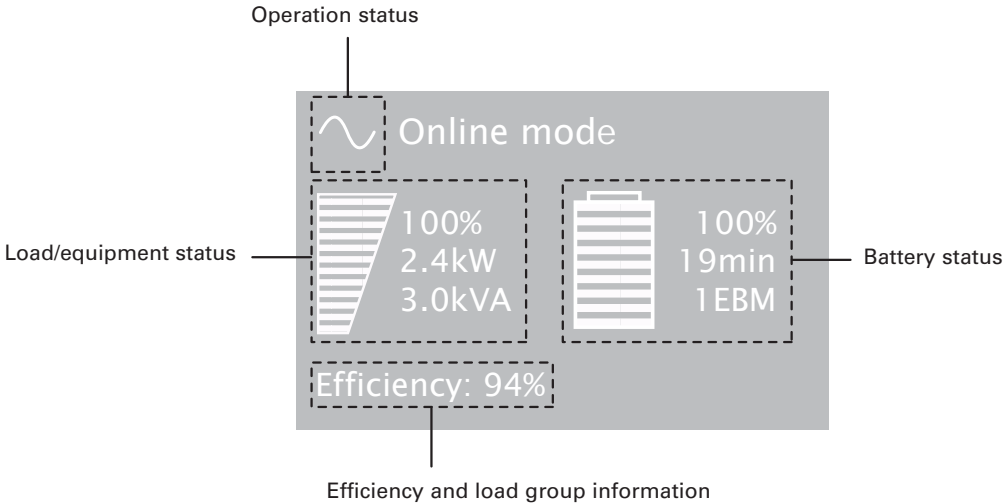 Operation status
Online mode
Load/equipment status
100%
2.4kW
3.0kVA
100%
19min
1EBM
Battery status
Efficiency: 94%
Efficiency and load group information